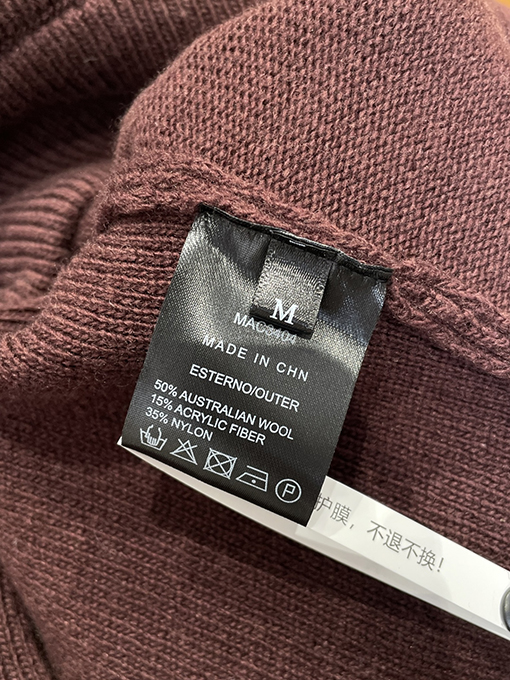 M
MADE IN CHN
ESTERNO/OUTER
50% AUSTRALIAN WOOL
15% ACRYLIC FIBER
35% NYLON
P
护膜，不退不换！